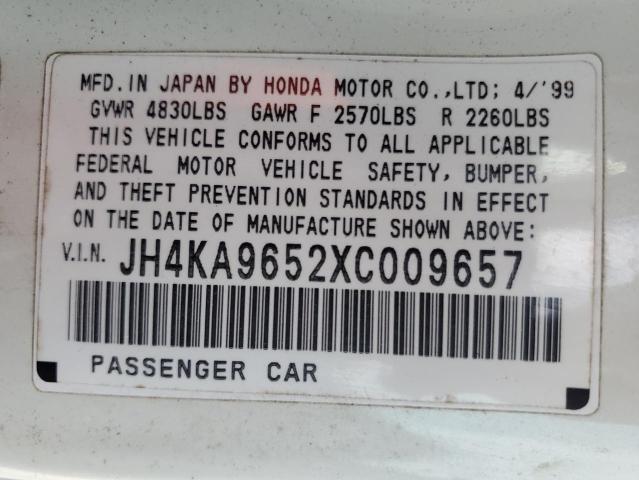 MFD. IN JAPAN BY HONDA MOTOR CO.,LTD; 4/'99
GVWR 4830LBS GAWR F 2570LBS R 2260LBS
THIS VEHICLE CONFORMS TO ALL APPLICABLE
FEDERAL MOTOR VEHICLE SAFETY, BUMPER,
AND THEFT PREVENTION STANDARDS IN EFFECT
ON THE DATE OF MANUFACTURE SHOWN ABOVE:
V.I.N. JH4KA9652XC009657
PASSENGER CAR